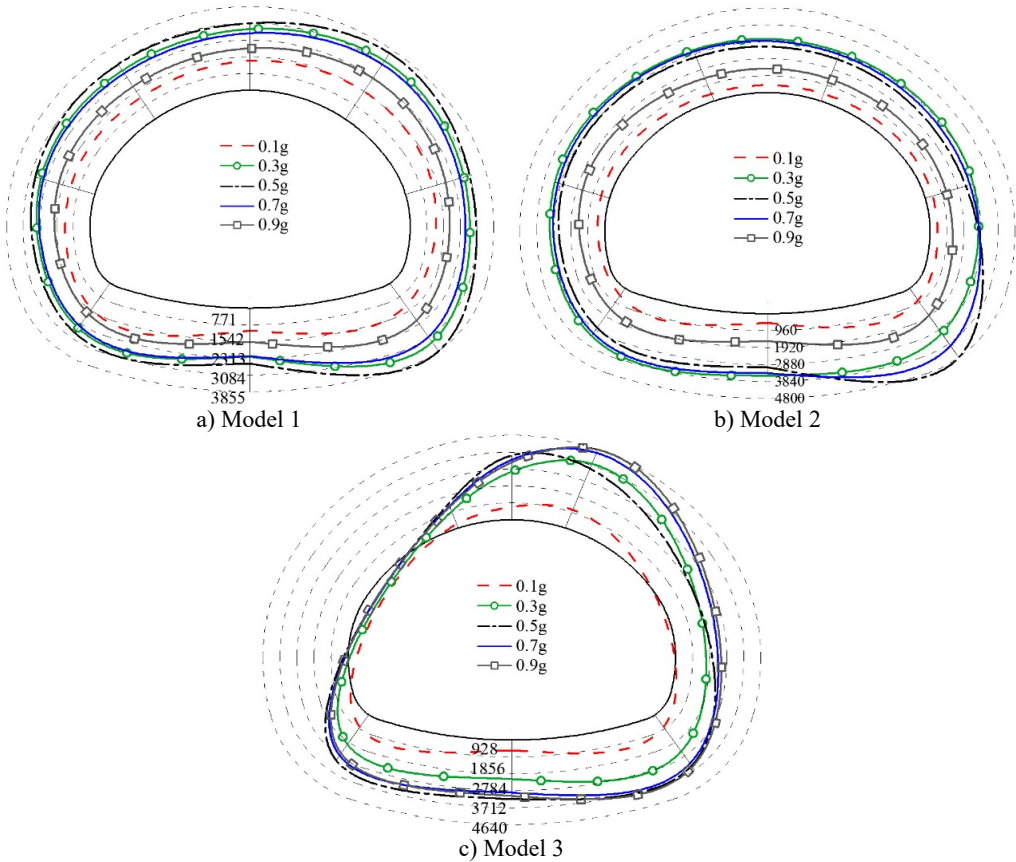 0.1g
0.3g
0.5g
0.7g
0.9g
771
1542
2313
3084
3855
a) Model 1
0.1g
0.3g
0.5g
0.7g
0.9g
960
1920
2880
3840
4800
b) Model 2
0.1g
0.3g
0.5g
0.7g
0.9g
928
1856
2784
3712
4640
c) Model 3